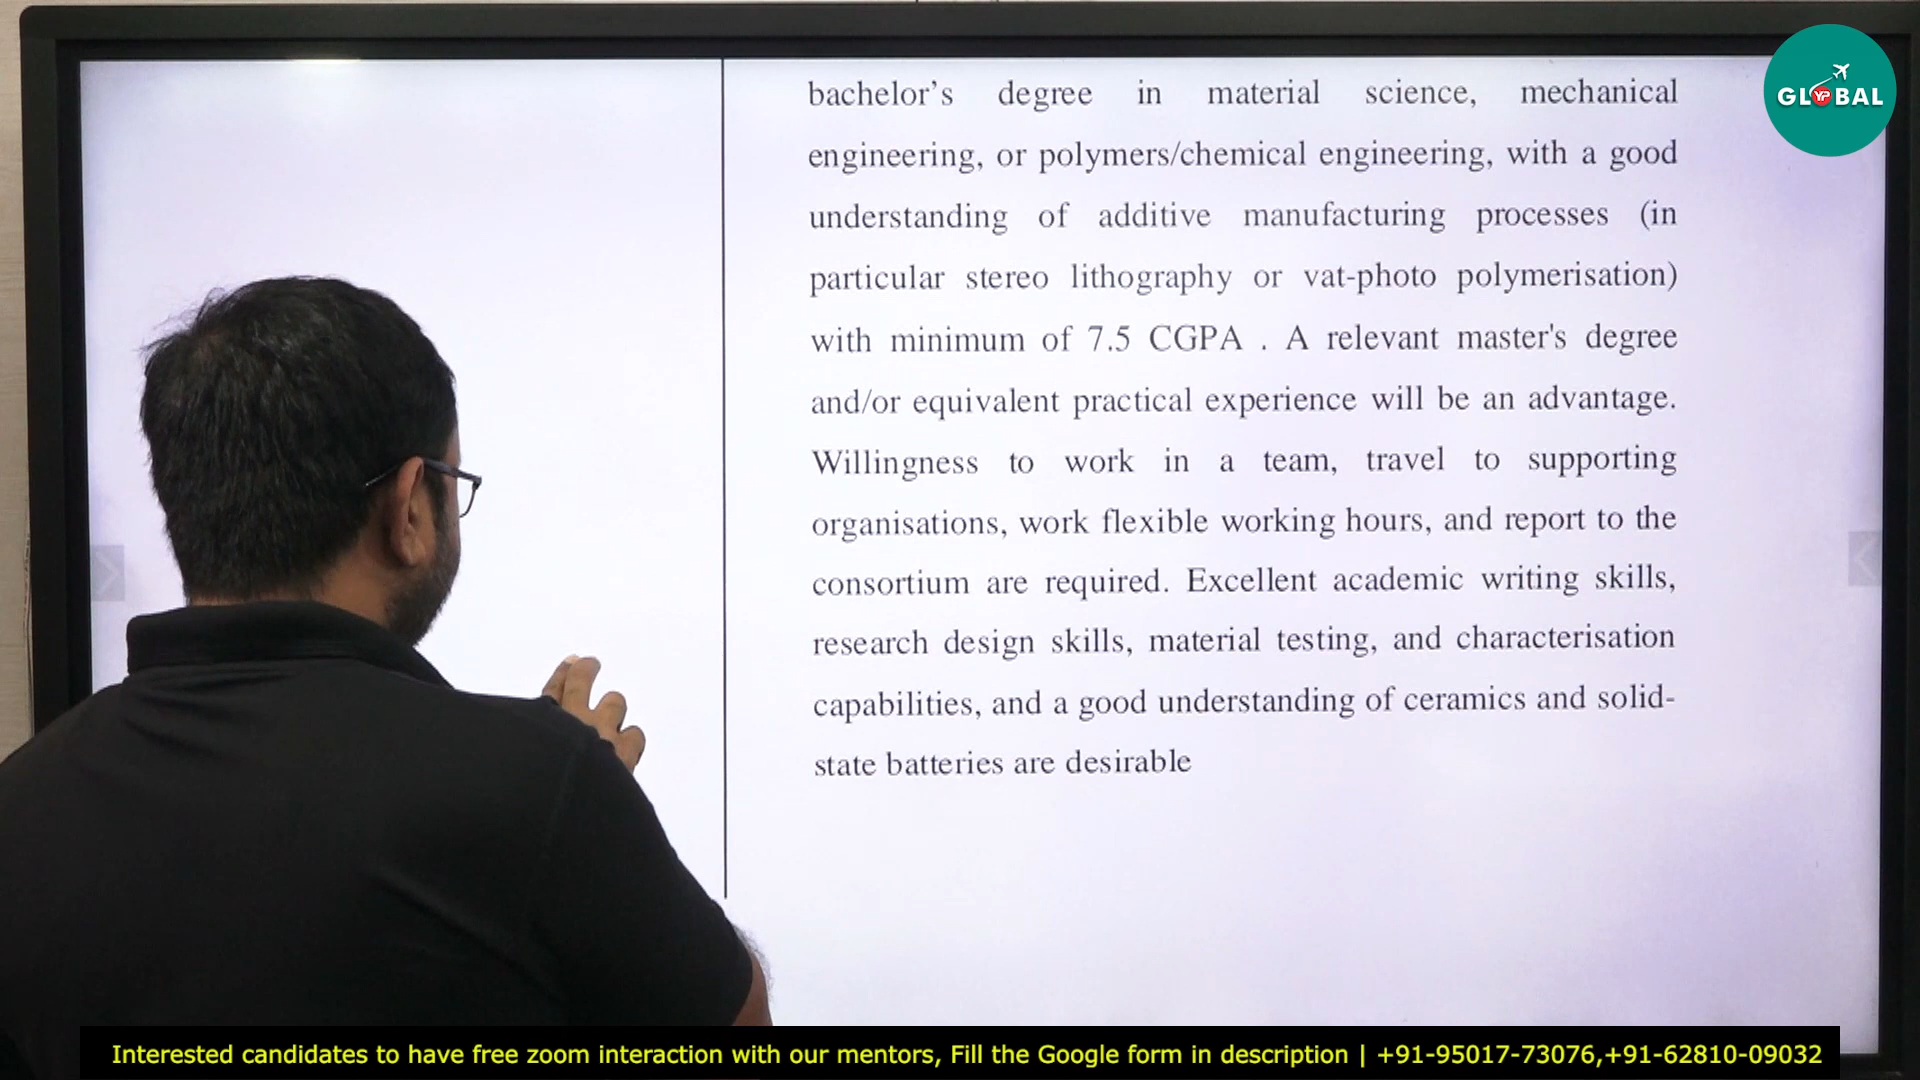 bachelor's degree in material science, mechanical
engineering, or polymers/chemical engineering, with a good
understanding of additive manufacturing processes (in
particular stereo lithography or vat-photo polymerisation)
with minimum of 7.5 CGPA . A relevant master's degree
and/or equivalent practical experience will be an advantage.
Willingness to work in a team, travel to supporting
organisations, work flexible working hours, and report to the
consortium are required. Excellent academic writing skills,
research design skills, material testing, and characterisation
capabilities, and a good understanding of ceramics and solid-
state batteries are desirable
GLOBAL
YP
Interested candidates to have free zoom interaction with our mentors, Fill the Google form in description | +91-95017-73076,+91-62810-09032